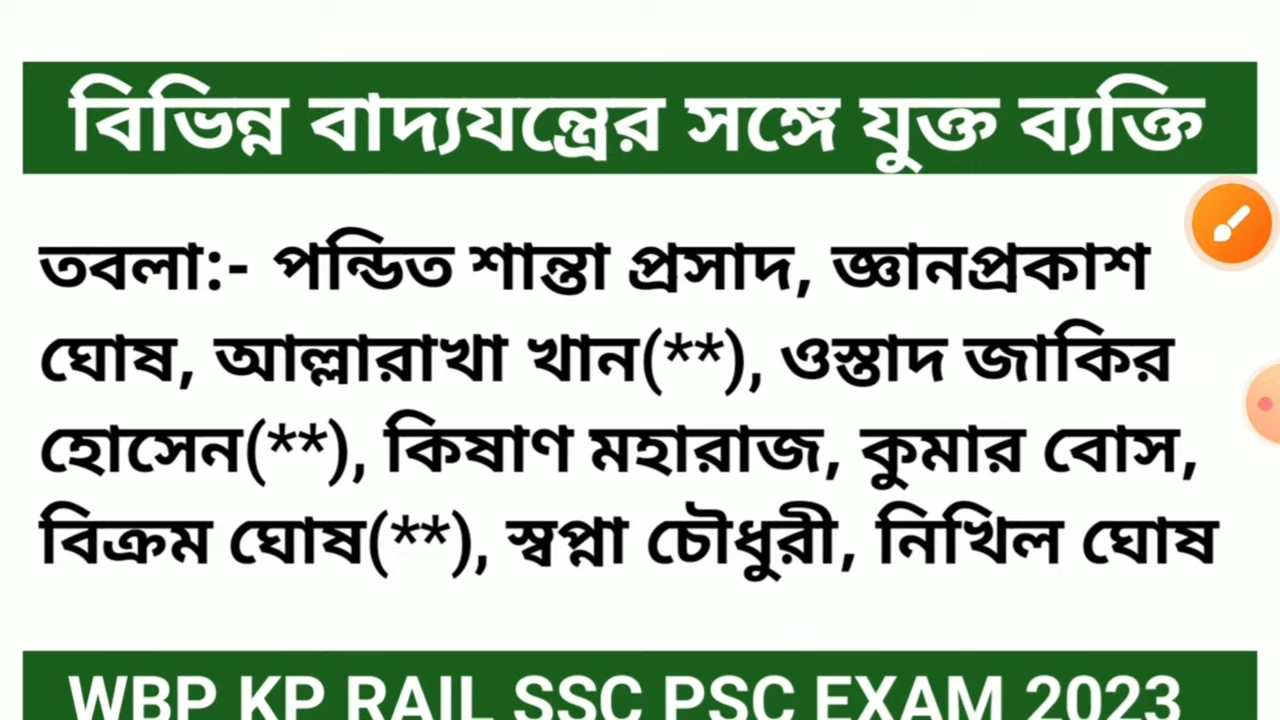 বিভিন্ন বাদ্যযন্ত্রের সঙ্গে যুক্ত ব্যক্তি
তবলা:- পন্ডিত শান্তা প্রসাদ, জ্ঞানপ্রকাশ
ঘোষ, আল্লারাখা খান(**), ওস্তাদ জাকির
হোসেন(**), কিষাণ মহারাজ, কুমার বোস,
বিক্রম ঘোষ(**), স্বপ্না চৌধুরী, নিখিল ঘোষ
WBP KP RAIL SSC PSC EXAM 2023